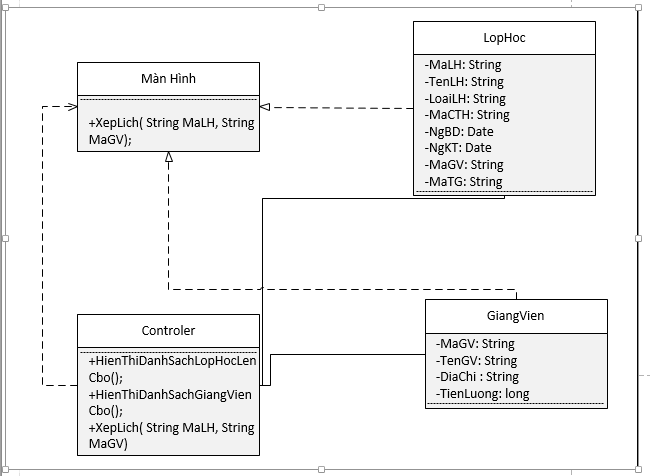 Màn Hình
+XepLich( String MaLH, String
MaGV);
LopHoc
-MaLH: String
-TenLH: String
-LoaiLH: String
-MaCTH: String
-NgBD: Date
-NgKT: Date
-MaGV: String
-MaTG: String
Controler
+HienThiDanhSachLopHocLen
Cbo();
+HienThiDanhSachGiangVien
Cbo();
+XepLich( String MaLH, String
MaGV)
GiangVien
-MaGV: String
-TenGV: String
-DiaChi : String
-TienLuong: long